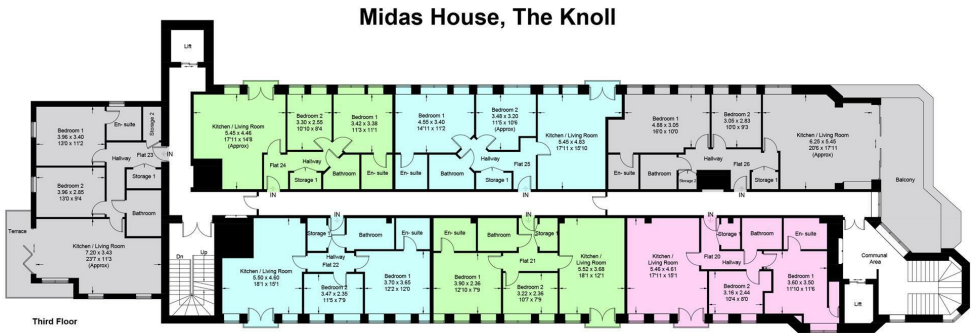 Midas House, The Knoll
Lift
Bedroom 1
3.96 x 3.40
13'0 x 11'2
En- suite
Storage 2
Hallway
Flat 23
IN
Storage 1
Bedroom 2
3.96 x 2.85
13'0 x 9'4
Bathroom
Terrace
Kitchen / Living Room
7.20 x 3.43
23'7 x 11'3
(Approx)
Kitchen / Living Room
5.45 x 4.46
17'11 x 14'8
(Approx)
Bedroom 2
3.30 x 2.55
10'10 x 8'4
Bedroom 1
3.42 x 3.38
11'3 x 11'1
Flat 24
Hallway
Storage 1
Bathroom
En- suite
IN
Bedroom 1
4.55 x 3.40
14'11 x 11'2
Bedroom 2
3.48 x 3.20
11'5 x 10'6
(Approx)
Kitchen / Living Room
5.45 x 4.83
17'11 x 15'10
En- suite
Bathroom
Hallway
Flat 25
Storage 1
IN
Bedroom 1
4.88 x 3.05
16'0 x 10'0
Bedroom 2
3.05 x 2.83
10'0 x 9'3
Kitchen / Living Room
6.25 x 5.45
20'6 x 17'11
(Approx)
En- suite
Bathroom
Storage 2
Hallway
Flat 26
Storage 1
IN
Balcony
Dn
Up
Kitchen / Living Room
5.50 x 4.60
18'1 x 15'1
IN
Storage 1
Bathroom
En- suite
Hallway
Flat 22
Bedroom 2
3.47 x 2.35
11'5 x 7'9
Bedroom 1
3.70 x 3.65
12'2 x 12'0
En- suite
Bathroom
IN
Storage 1
Flat 21
Bedroom 1
3.90 x 2.36
12'10 x 7'9
Bedroom 2
3.22 x 2.36
10'7 x 7'9
Kitchen /
Living Room
5.52 x 3.68
18'1 x 12'1
Kitchen /
Living Room
5.46 x 4.61
17'11 x 15'1
IN
Storage 1
Bathroom
En- suite
Flat 20
Hallway
Bedroom 2
3.16 x 2.44
10'4 x 8'0
Bedroom 1
3.60 x 3.50
11'10 x 11'6
Communal
Area
Lift
Third Floor